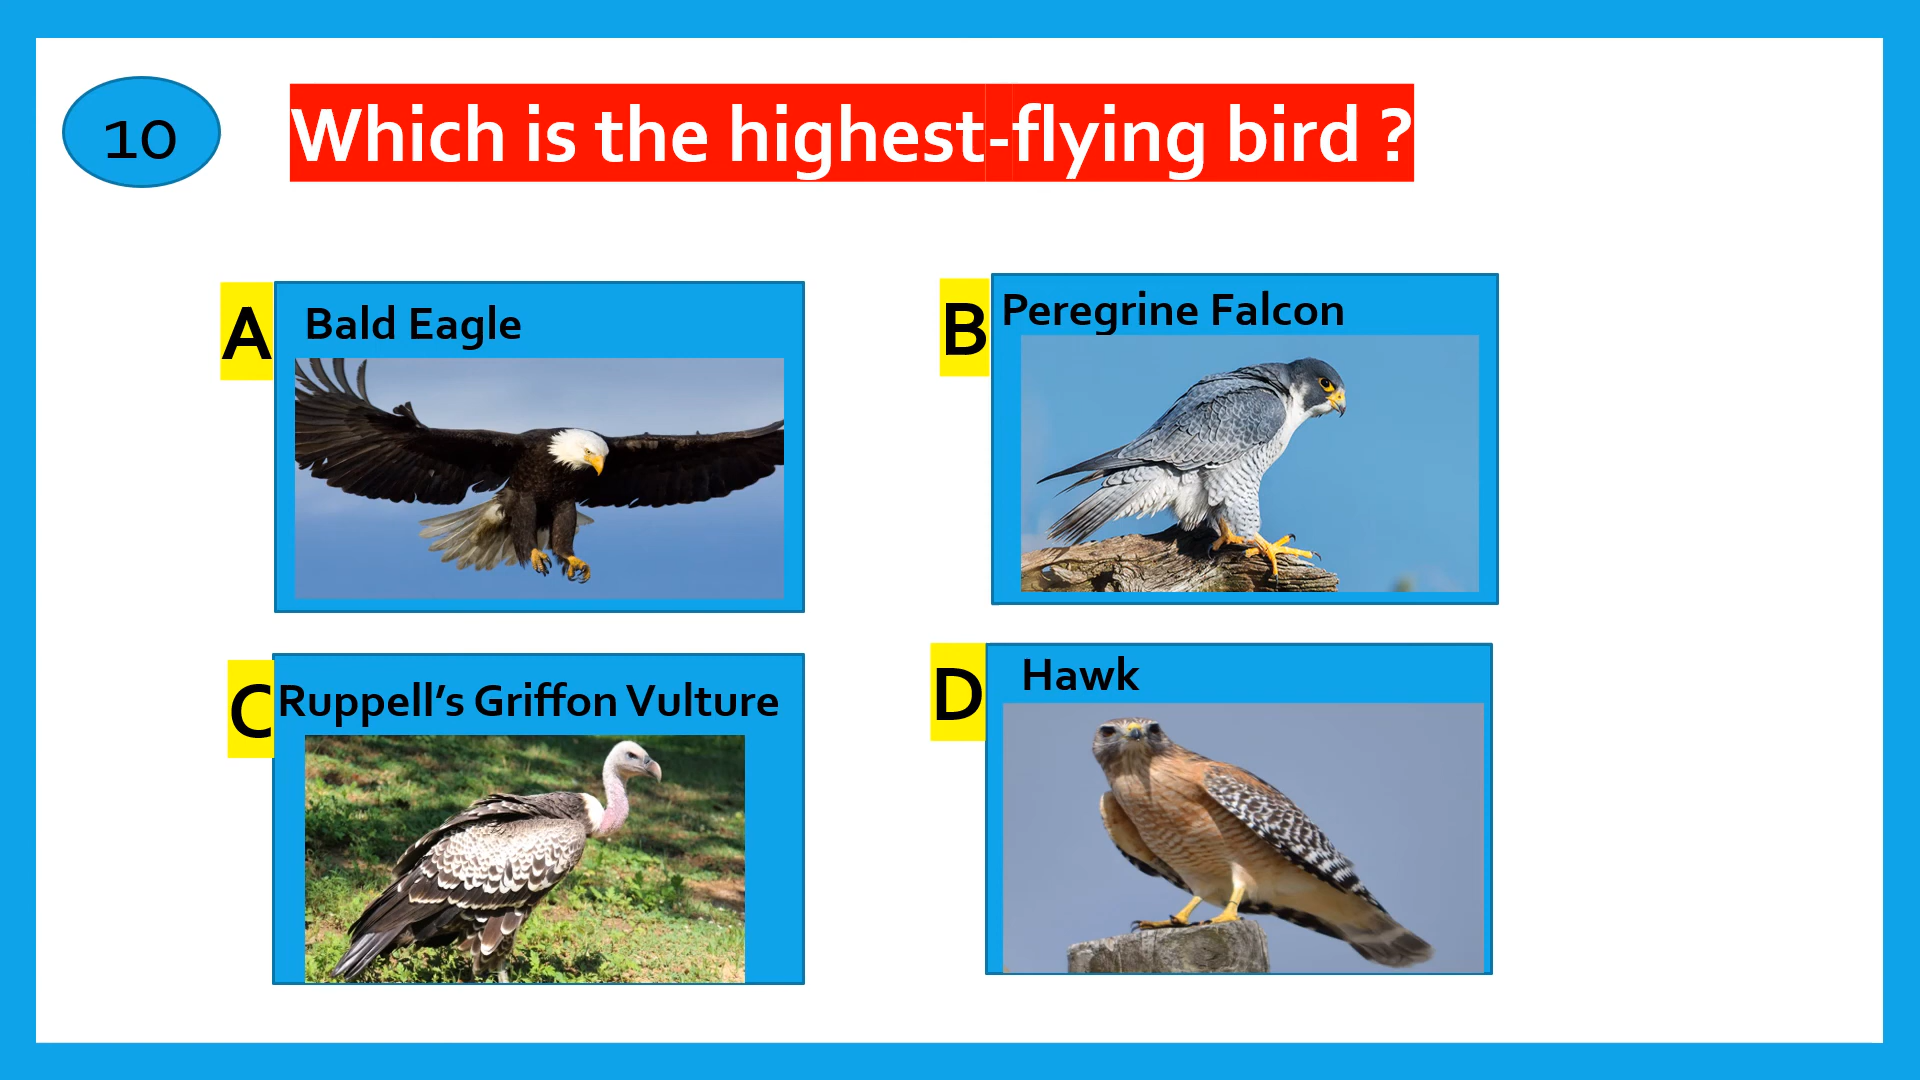 10
Which is the highest-flying bird ?
A
Bald Eagle
B
Peregrine Falcon
C
Ruppell’s Griffon Vulture
D
Hawk